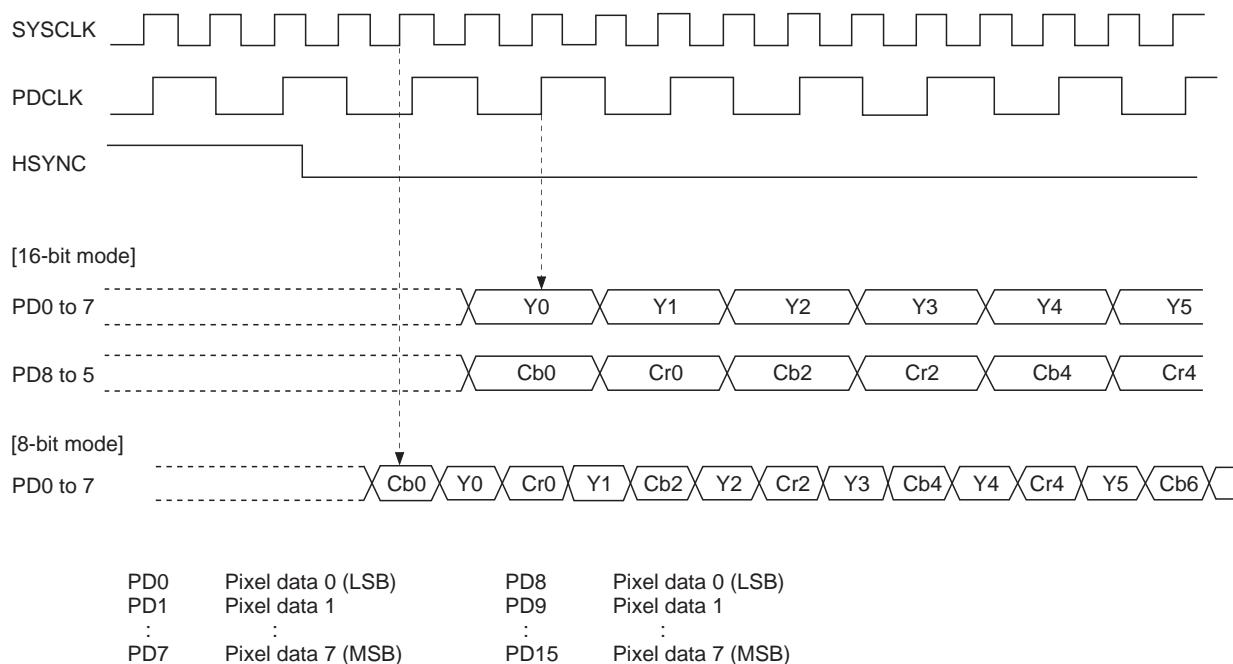 SYSCLK
PDCLK
HSYNC
[16-bit mode]
PD0 to 7 Y0 Y1 Y2 Y3 Y4 Y5
PD8 to 5 Cb0 Cr0 Cb2 Cr2 Cb4 Cr4
[8-bit mode]
PD0 to 7 Cb0 Y0 Cr0 Y1 Cb2 Y2 Cr2 Y3 Cb4 Y4 Cr4 Y5 Cb6
PD0 Pixel data 0 (LSB) PD8 Pixel data 0 (LSB)
PD1 Pixel data 1 PD9 Pixel data 1
: : : :
PD7 Pixel data 7 (MSB) PD15 Pixel data 7 (MSB)